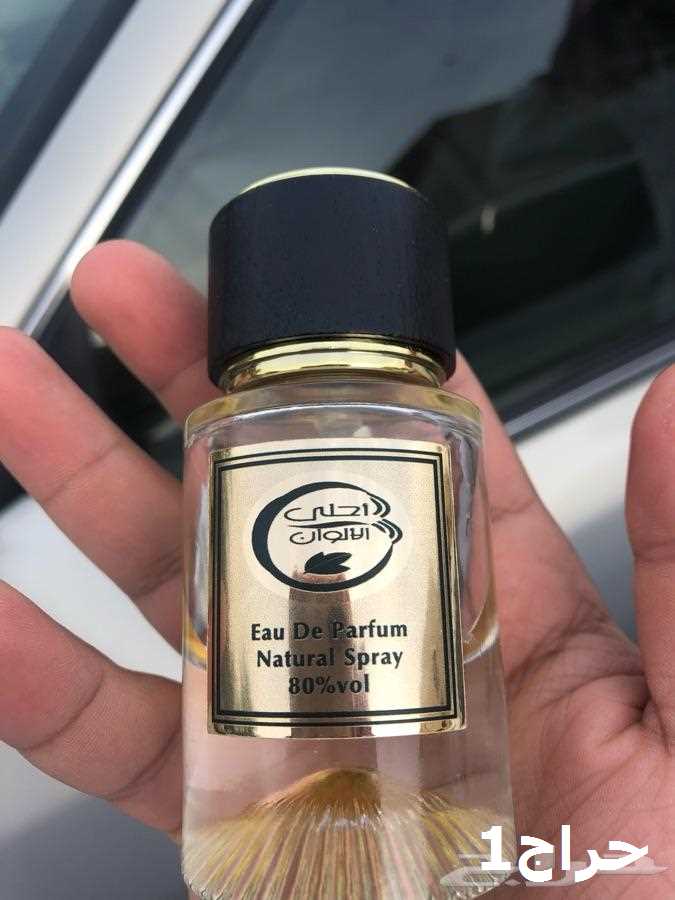 احلى
الالوان
Eau De Parfum
Natural Spray
80%vol
حراج1